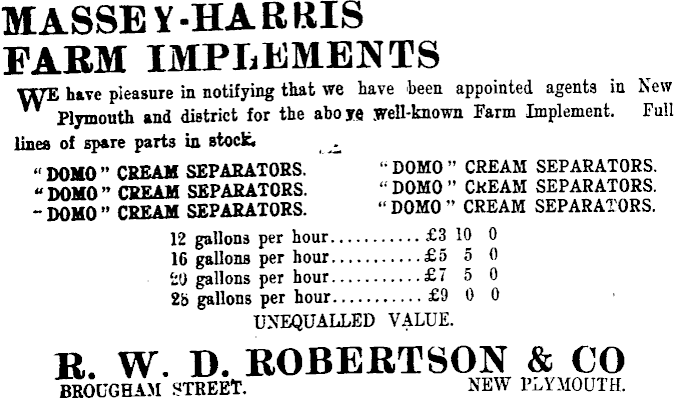 MASSEY-HARRIS
FARM IMPLEMENTS
WE have pleasure in notifying that we have been appointed agents in New
Plymouth and district for the above well-known Farm Implement. Full
lines of spare parts in stock.
"DOMO" CREAM SEPARATORS. "DOMO" CREAM SEPARATORS.
"DOMO" CREAM SEPARATORS. "DOMO" CREAM SEPARATORS.
"DOMO" CREAM SEPARATORS. "DOMO" CREAM SEPARATORS.
12 gallons per hour...........£3 10 0
16 gallons per hour...........£5 5 0
20 gallons per hour...........£7 5 0
25 gallons per hour...........£9 0 0
UNEQUALLED VALUE.
R. W. D. ROBERTSON & CO
BROUGHAM STREET. NEW PLYMOUTH.